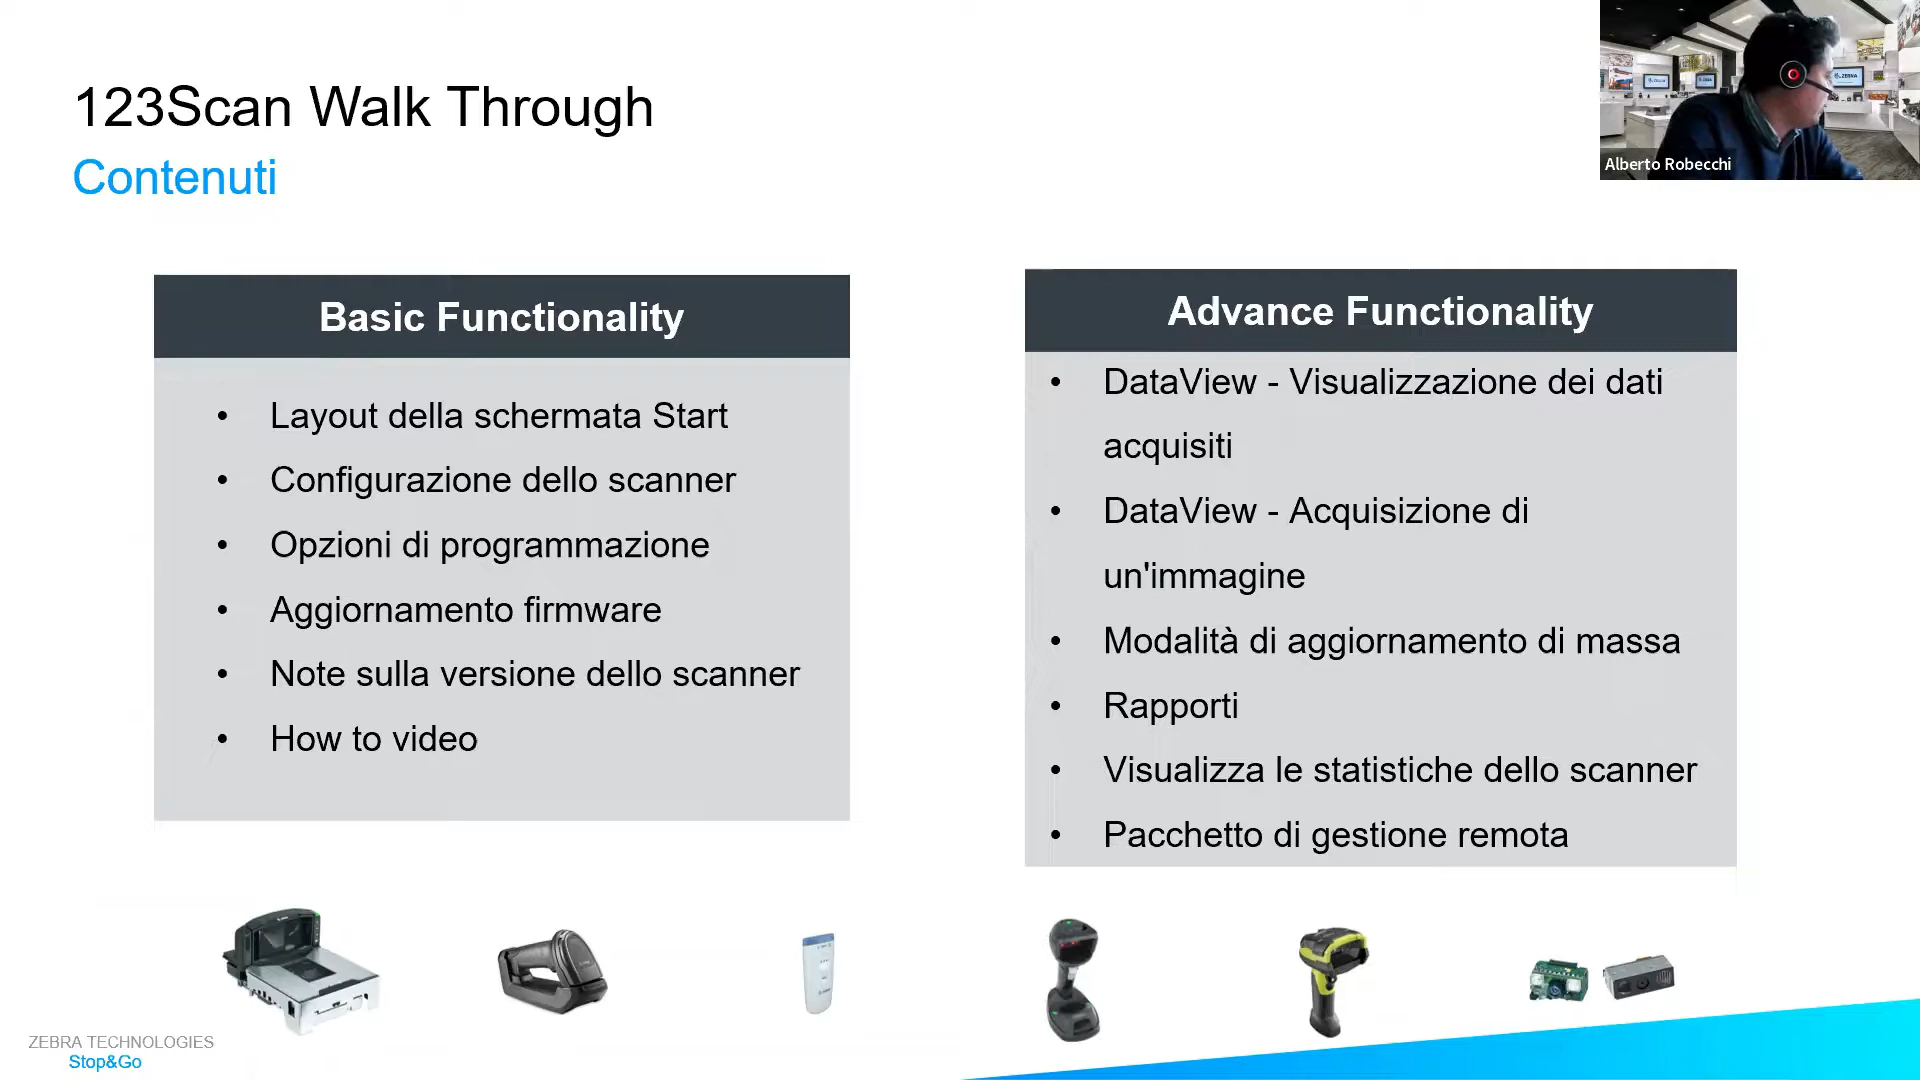 123Scan Walk Through
Contenuti
Alberto Robecchi
Basic Functionality
• Layout della schermata Start
• Configurazione dello scanner
• Opzioni di programmazione
• Aggiornamento firmware
• Note sulla versione dello scanner
• How to video
Advance Functionality
• DataView - Visualizzazione dei dati
acquisiti
• DataView - Acquisizione di
un'immagine
• Modalità di aggiornamento di massa
• Rapporti
• Visualizza le statistiche dello scanner
• Pacchetto di gestione remota
ZEBRA TECHNOLOGIES
Stop&Go